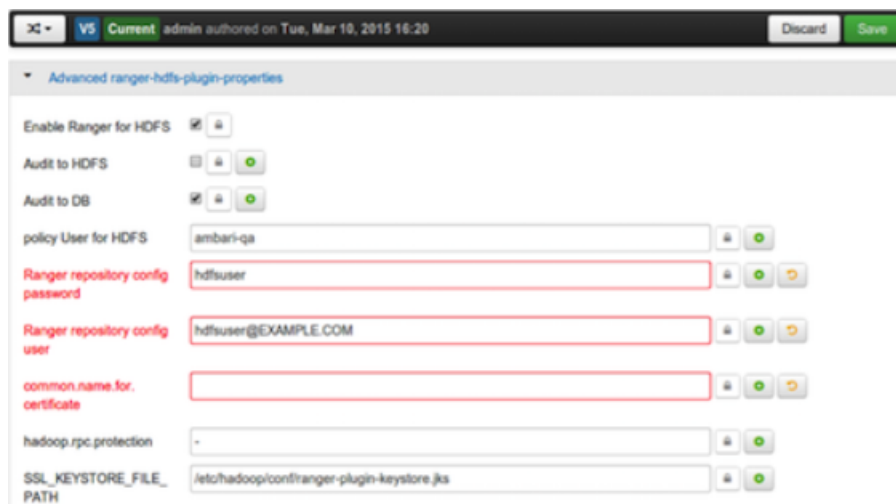 V5 Current admin authored on Tue, Mar 10, 2015 16:20 Discard Save
Advanced ranger-hdfs-plugin-properties
Enable Ranger for HDFS
Audit to HDFS
Audit to DB
policy User for HDFS ambari-qa
Ranger repository config hdfsuser
password
Ranger repository config hdfsuser@EXAMPLE.COM
user
common.name.for.
certificate
hadoop.rpc.protection -
SSL_KEYSTORE_FILE_ /etc/hadoop/conf/ranger-plugin-keystore.jks
PATH